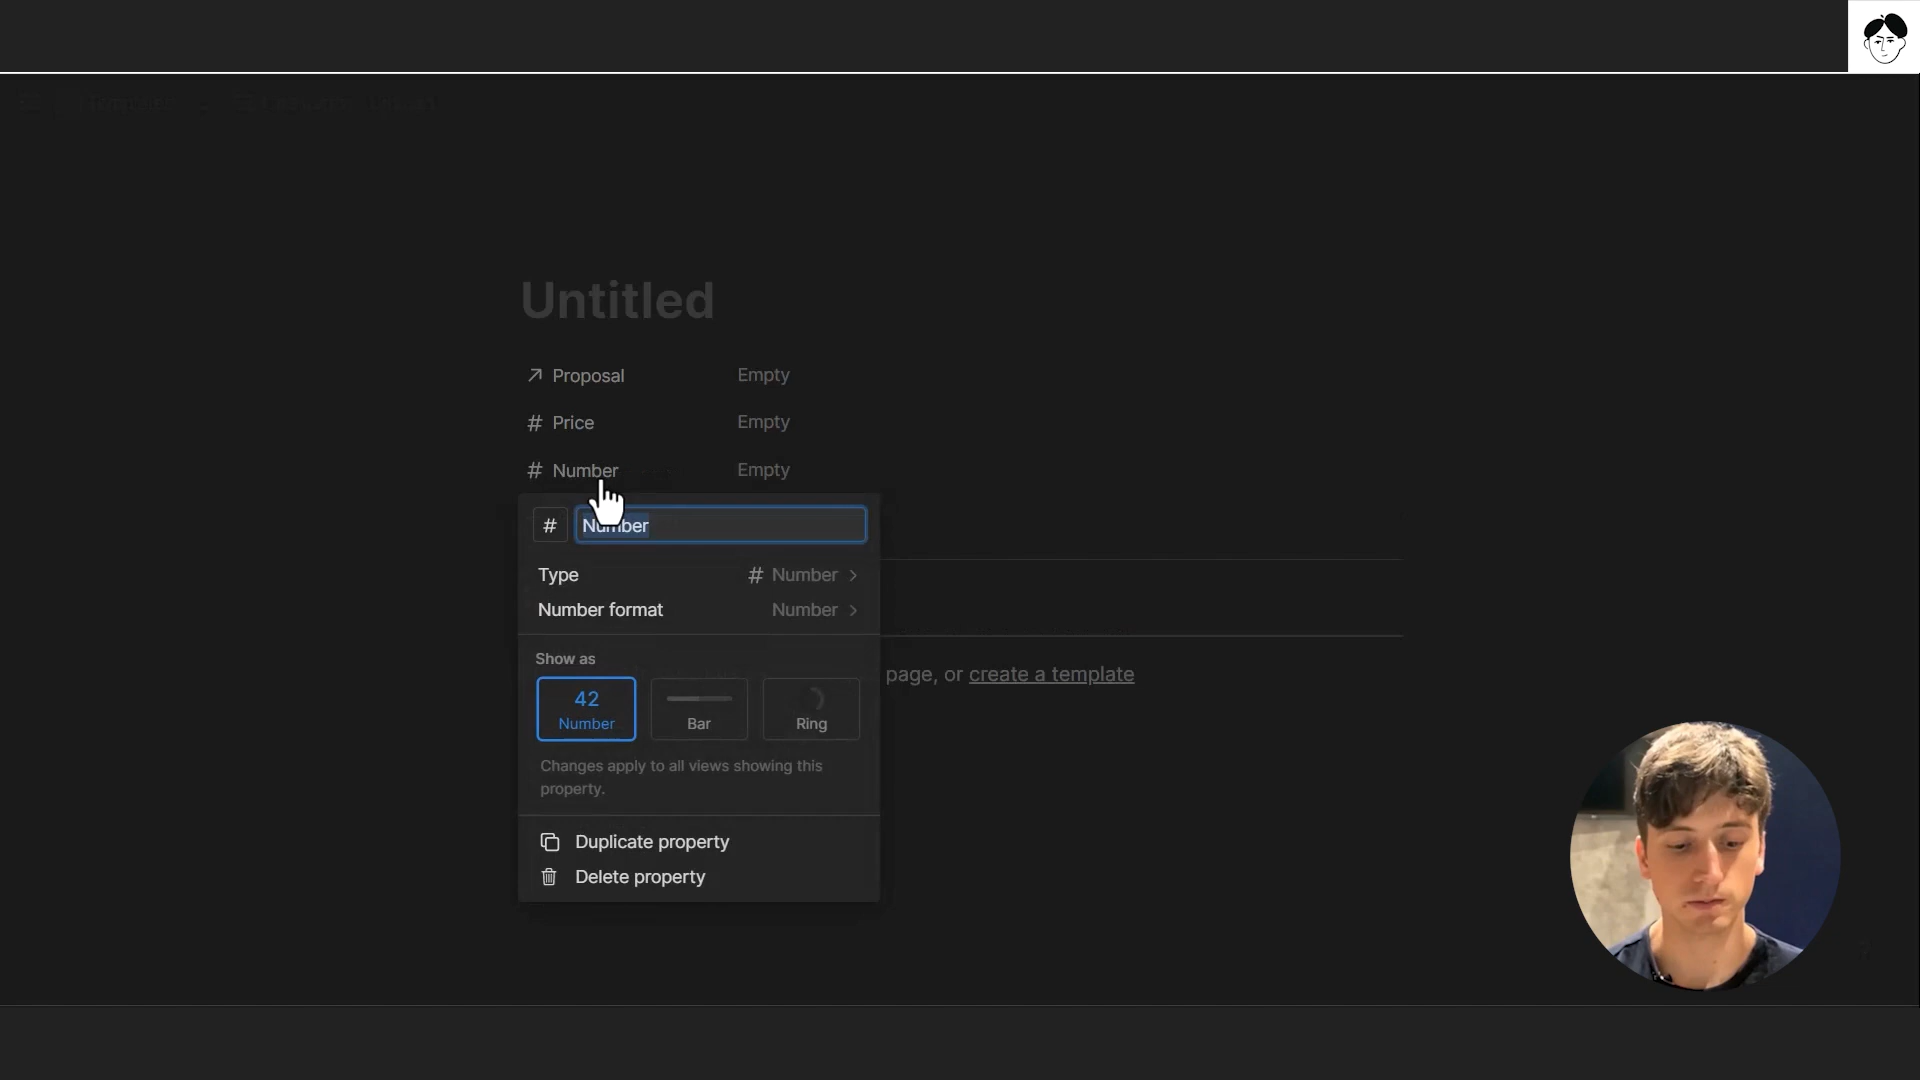 Untitled
Proposal Empty
# Price Empty
# Number Empty
# Number
Type # Number
Number format Number
Show as
42
Number Bar Ring
page, or create a template
Changes apply to all views showing this
property.
Duplicate property
Delete property